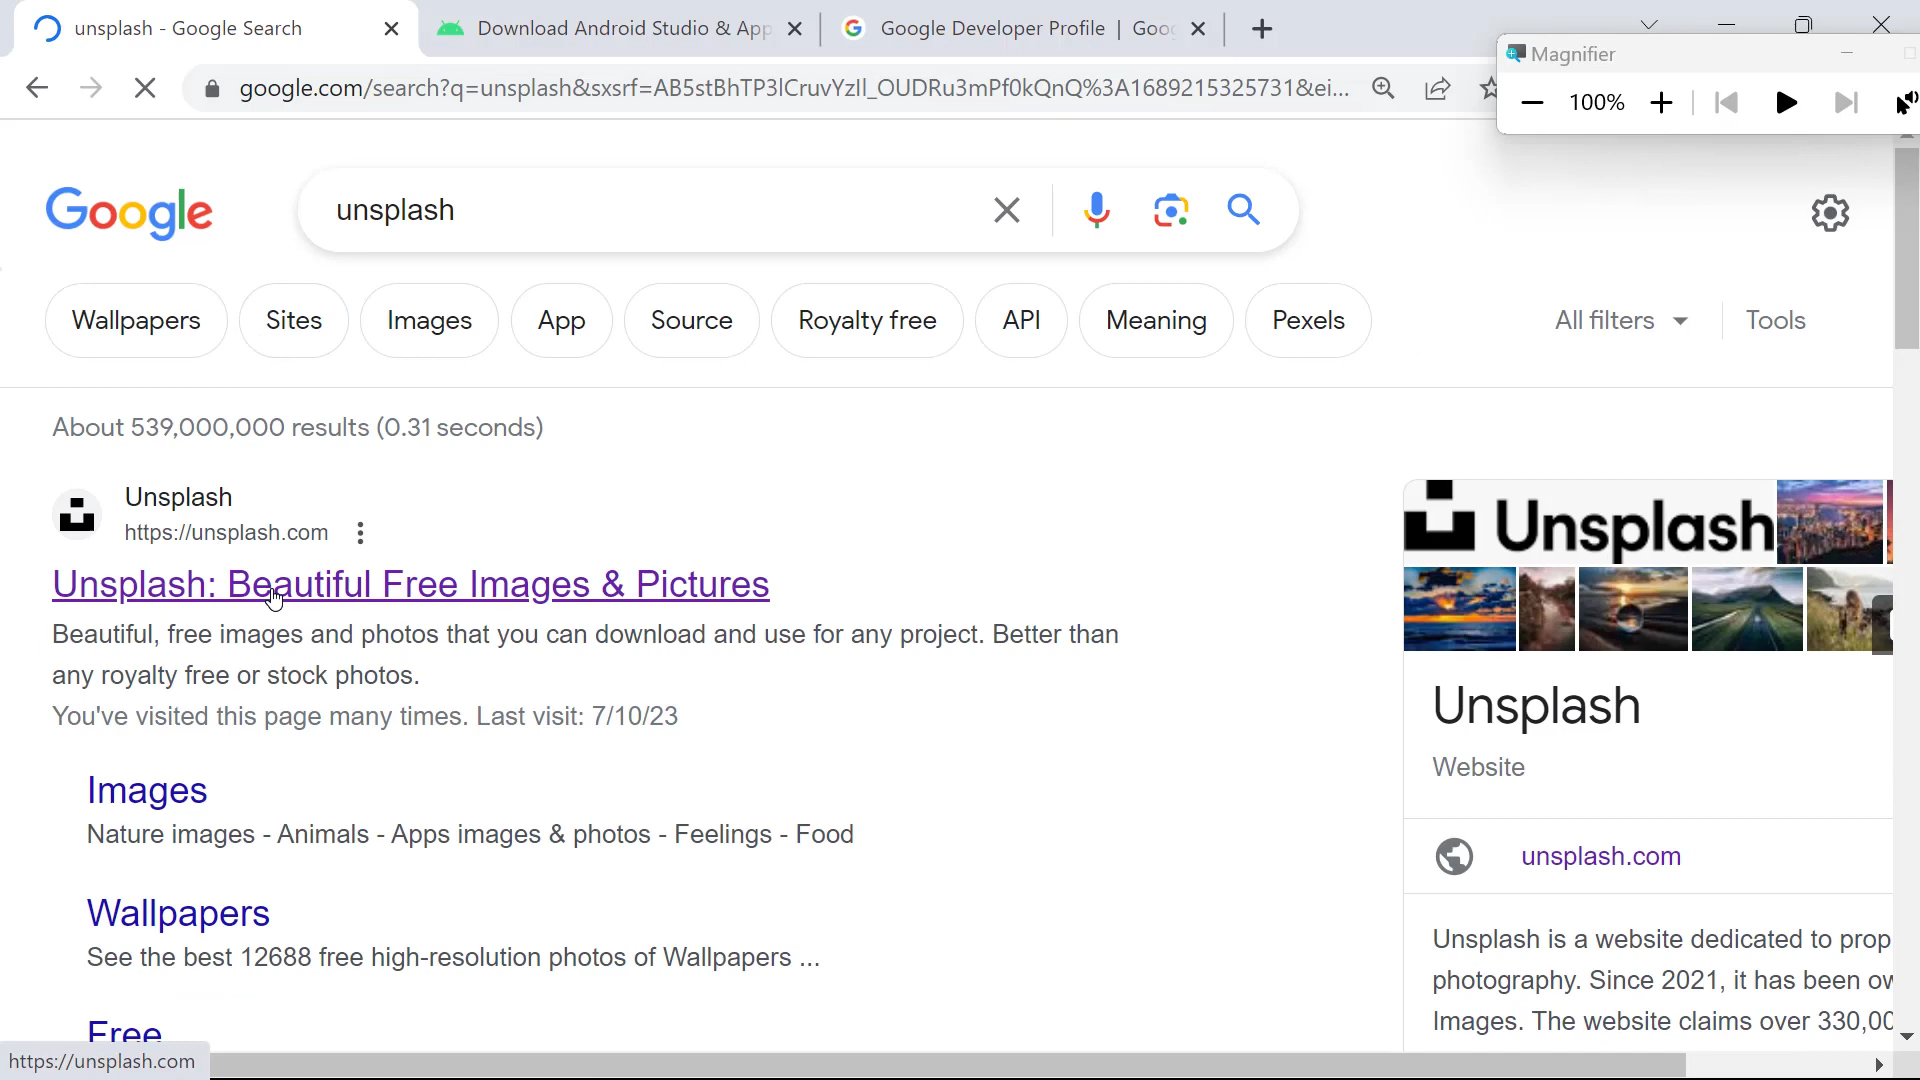 unsplash - Google Search
Download Android Studio & App
Google Developer Profile | Goog
Magnifier
google.com/search?q=unsplash&sxsrf=AB5stBhTP3lCruvYzIl_OUDRu3mPf0kQnQ%3A1689215325731&ei...
100%
Google
unsplash
Wallpapers
Sites
Images
App
Source
Royalty free
API
Meaning
Pexels
All filters
Tools
About 539,000,000 results (0.31 seconds)
Unsplash
https://unsplash.com
Unsplash: Beautiful Free Images & Pictures
Beautiful, free images and photos that you can download and use for any project. Better than
any royalty free or stock photos.
You've visited this page many times. Last visit: 7/10/23
Images
Nature images - Animals - Apps images & photos - Feelings - Food
Wallpapers
See the best 12688 free high-resolution photos of Wallpapers ...
Free
https://unsplash.com
Unsplash
Unsplash
Website
unsplash.com
Unsplash is a website dedicated to prop
photography. Since 2021, it has been ow
Images. The website claims over 330,00